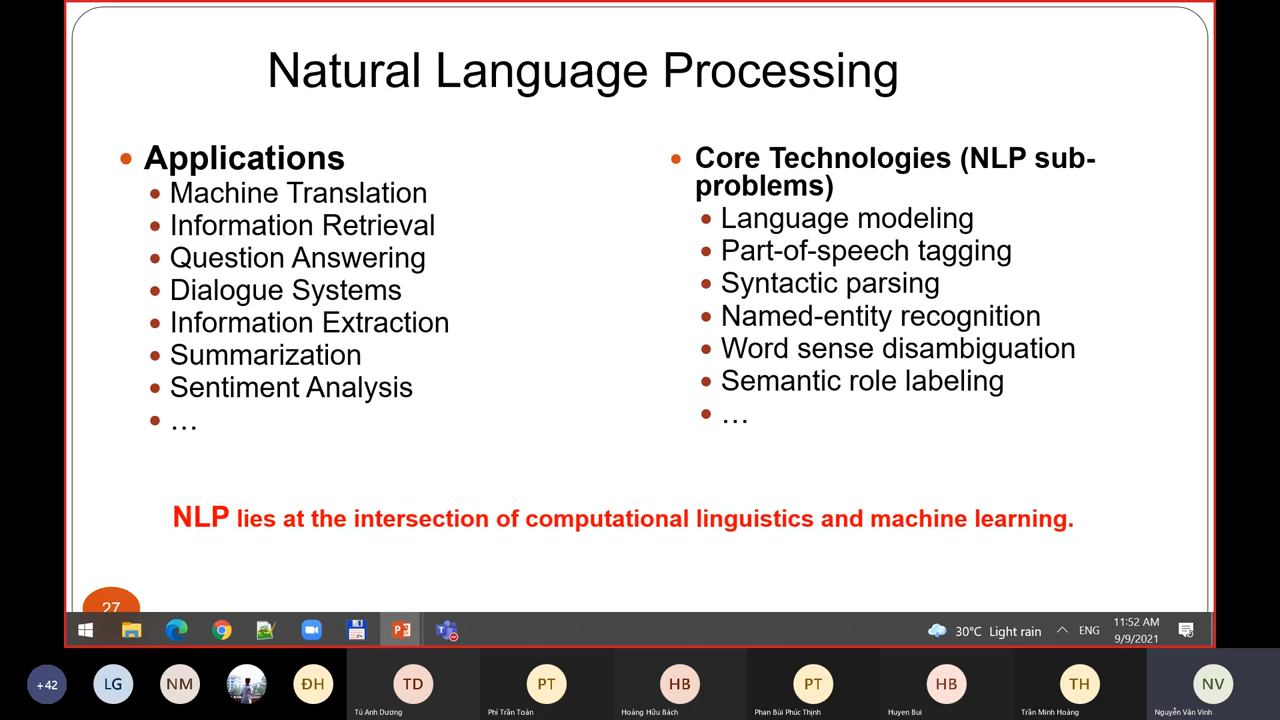 Natural Language Processing
Applications
Machine Translation
Information Retrieval
Question Answering
Dialogue Systems
Information Extraction
Summarization
Sentiment Analysis
…
Core Technologies (NLP sub-
problems)
Language modeling
Part-of-speech tagging
Syntactic parsing
Named-entity recognition
Word sense disambiguation
Semantic role labeling
…
NLP lies at the intersection of computational linguistics and machine learning.
27
30°C Light rain
ENG
11:52 AM
9/9/2021
+42
LG
NM
ĐH
TD
PT
HB
PT
HB
TH
NV
Tú Anh Dương
Phí Trần Toàn
Hoàng Hữu Bách
Phan Bùi Phúc Thịnh
Huyen Bui
Trần Minh Hoàng
Nguyễn Văn Vinh